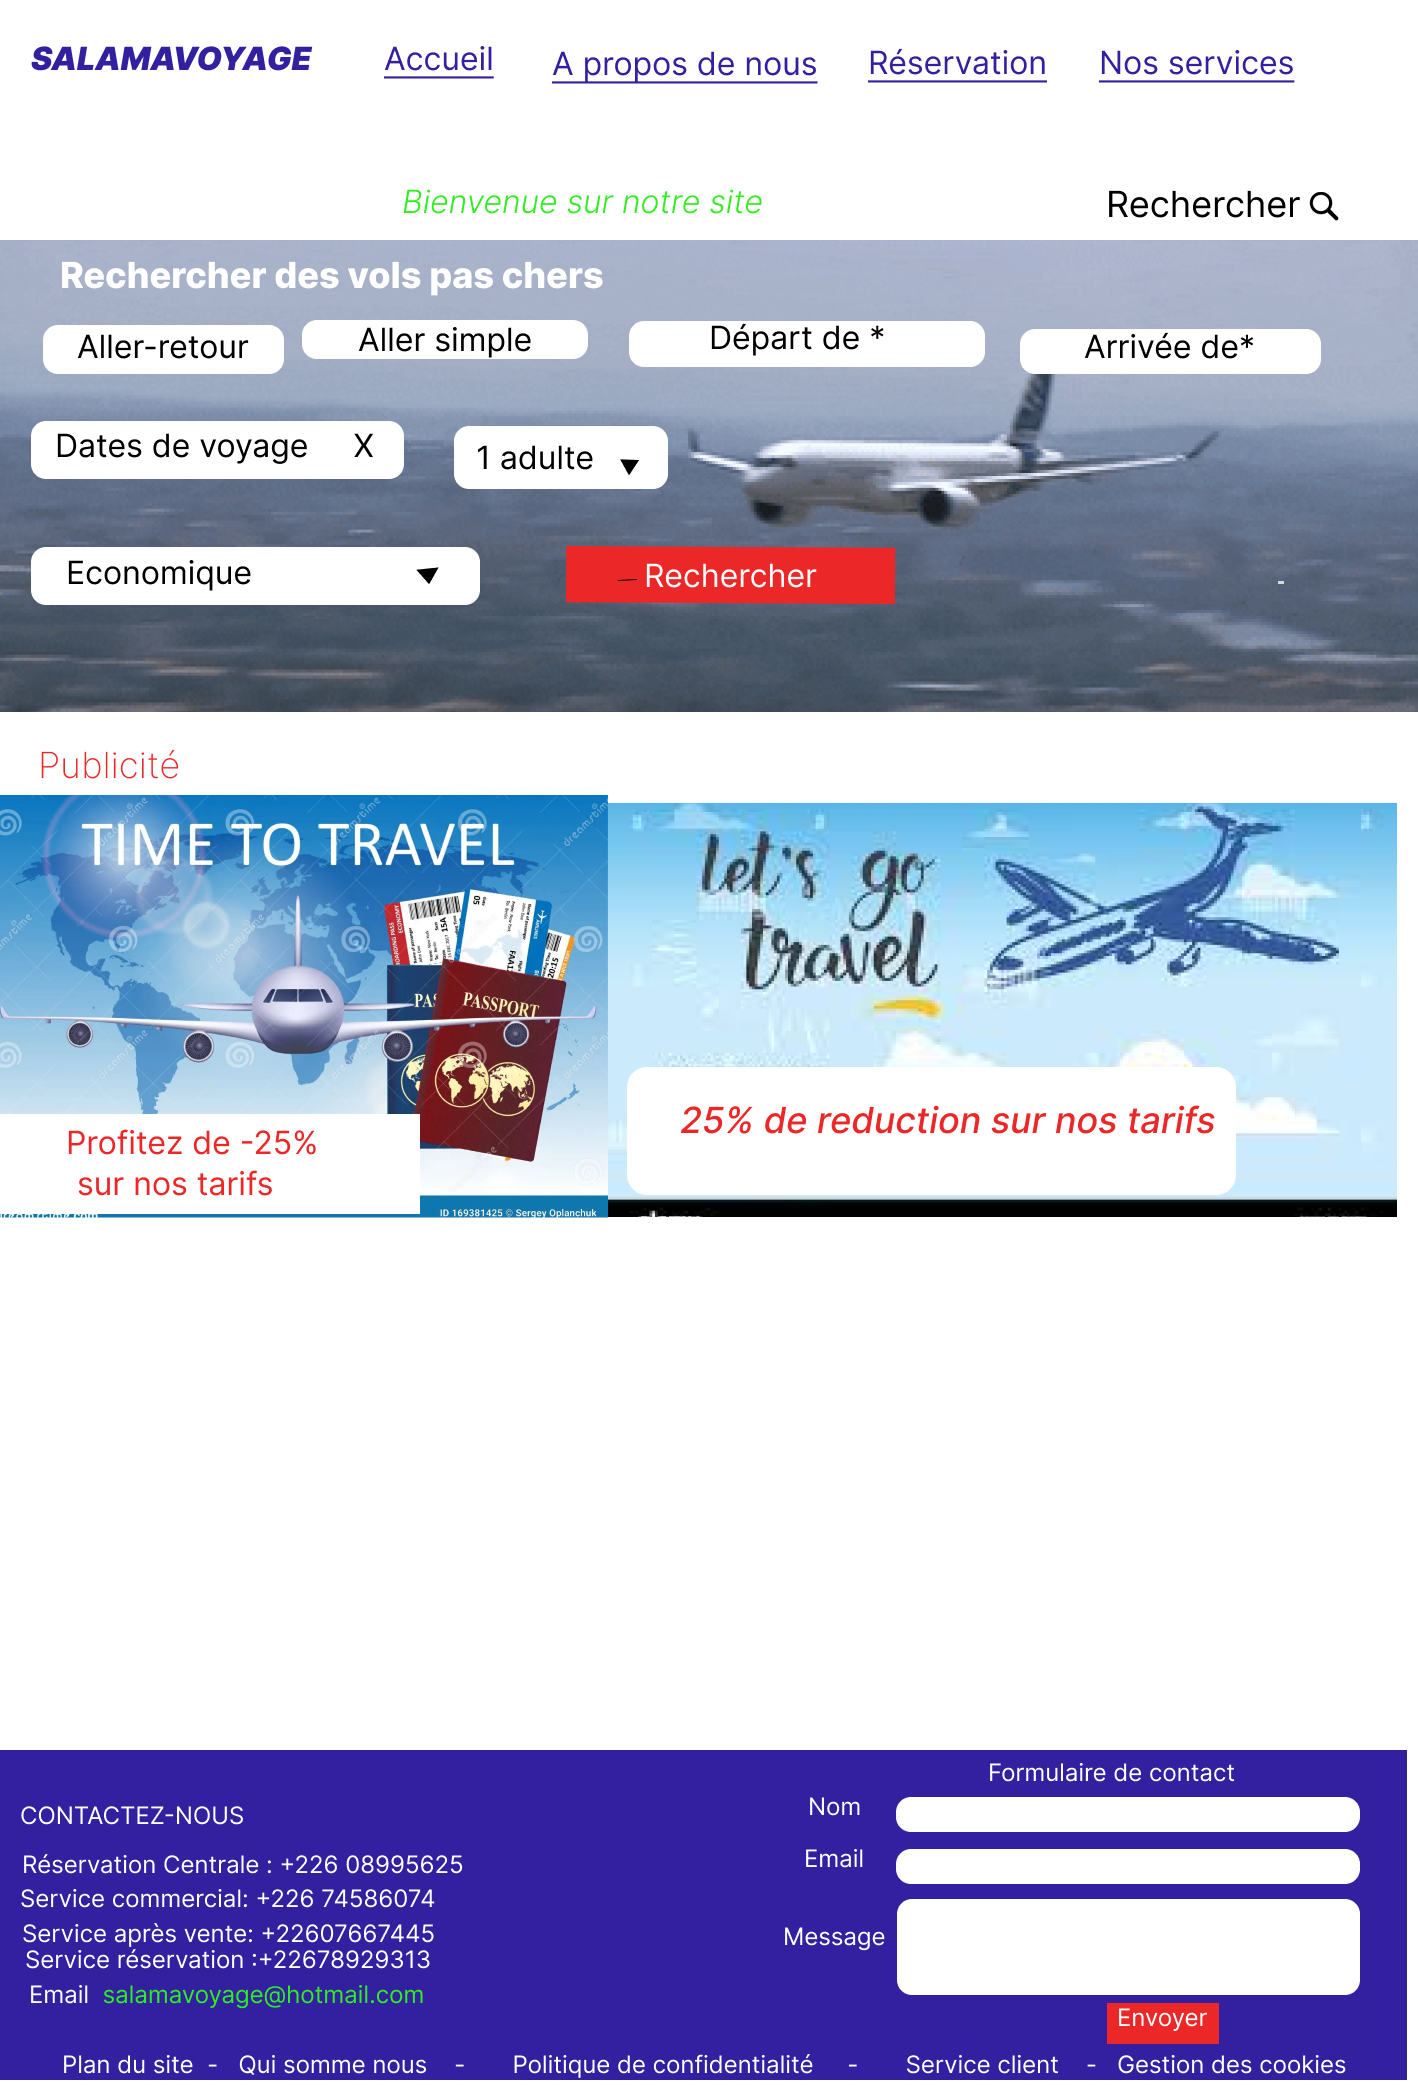 SALAMAVOYAGE Accueil A propos de nous Réservation Nos services
Bienvenue sur notre site Rechercher
Rechercher des vols pas chers
Aller-retour Aller simple Départ de * Arrivée de*
Dates de voyage X 1 adulte
Economique Rechercher
Publicité
TIME TO TRAVEL
let's go
travel
PASSPORT
25% de reduction sur nos tarifs
Profitez de -25%
sur nos tarifs
ID 169381425 © Sergey Oplanchuk
Formulaire de contact
CONTACTEZ-NOUS
Nom
Email
Message
Envoyer
Réservation Centrale : +226 08995625
Service commercial: +226 74586074
Service après vente: +22607667445
Service réservation :+22678929313
Email salamavoyage@hotmail.com
Plan du site - Qui somme nous - Politique de confidentialité - Service client - Gestion des cookies